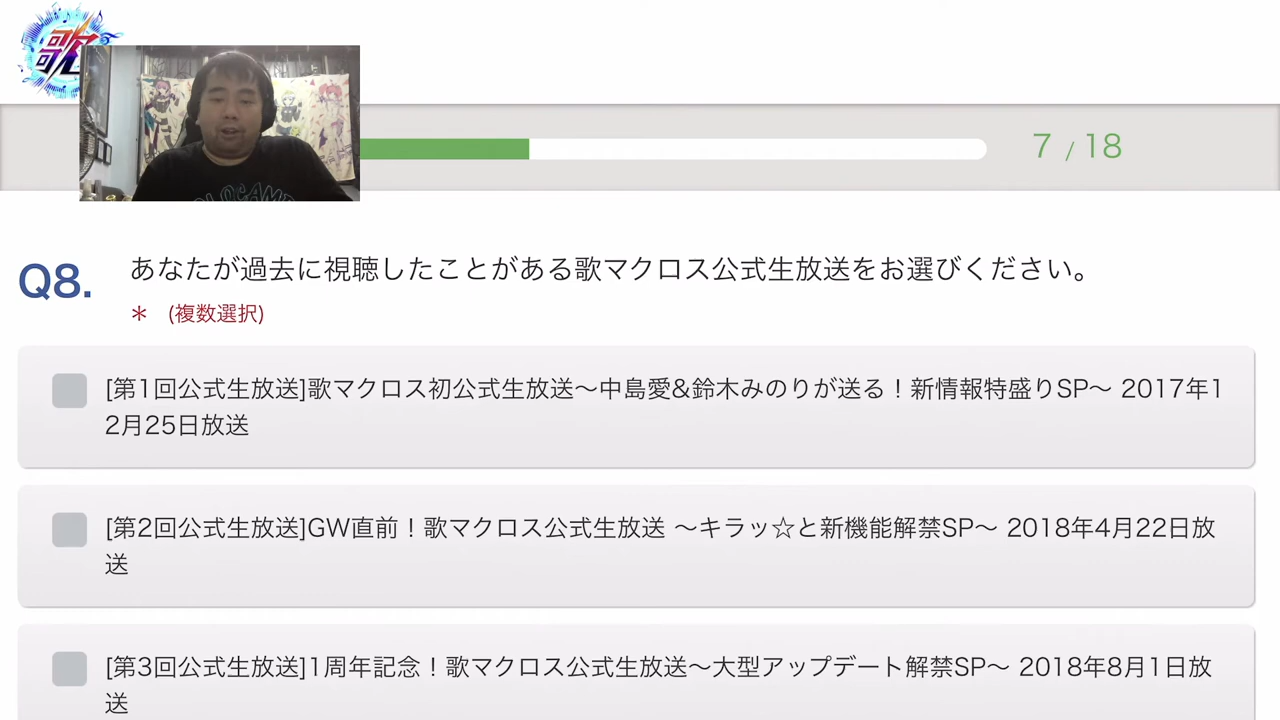 歌
7 / 18
Q8.
あなたが過去に視聴したことがある歌マクロス公式生放送をお選びください。
＊ (複数選択)
[第1回公式生放送]歌マクロス初公式生放送〜中島愛&鈴木みのりが送る！新情報特盛りSP〜 2017年1
2月25日放送
[第2回公式生放送]GW直前！歌マクロス公式生放送 〜キラッ☆と新機能解禁SP〜 2018年4月22日放
送
[第3回公式生放送]1周年記念！歌マクロス公式生放送〜大型アップデート解禁SP〜 2018年8月1日放
送